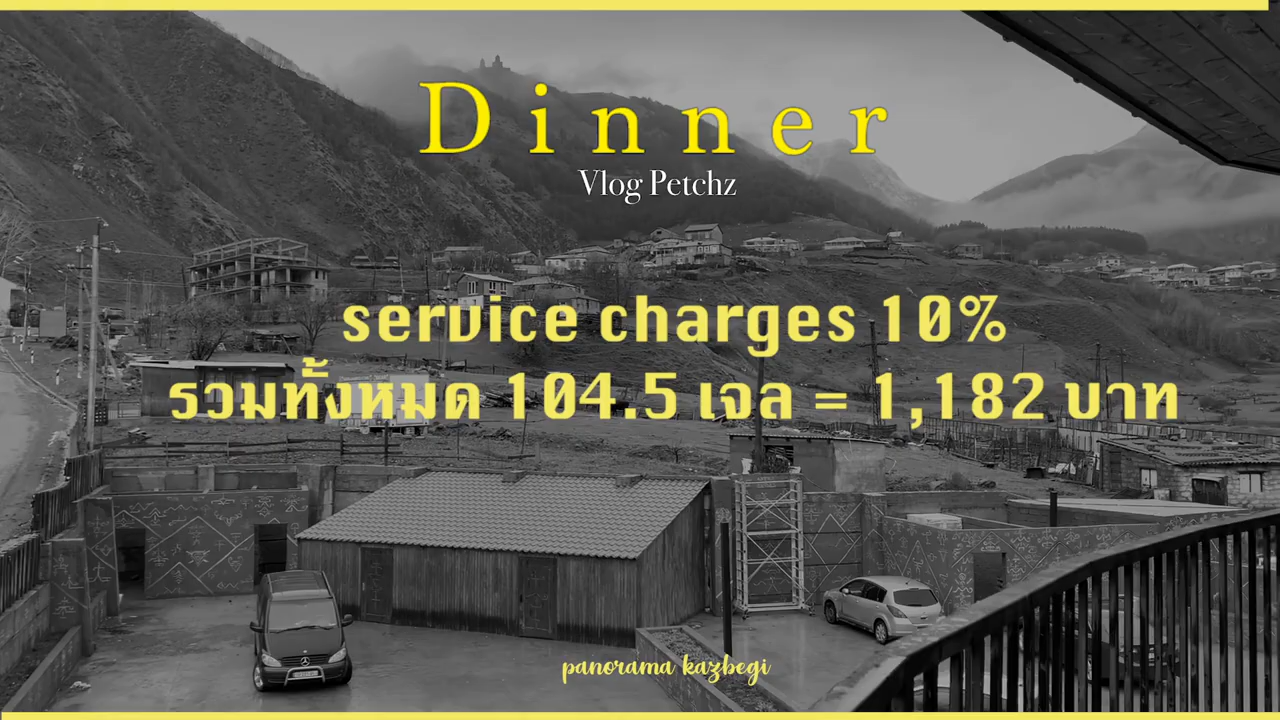 Dinner
Vlog Petchz
service charges 10%
รวมทั้งหมด 104.5 เจล = 1,182 บาท
panorama kazbegi